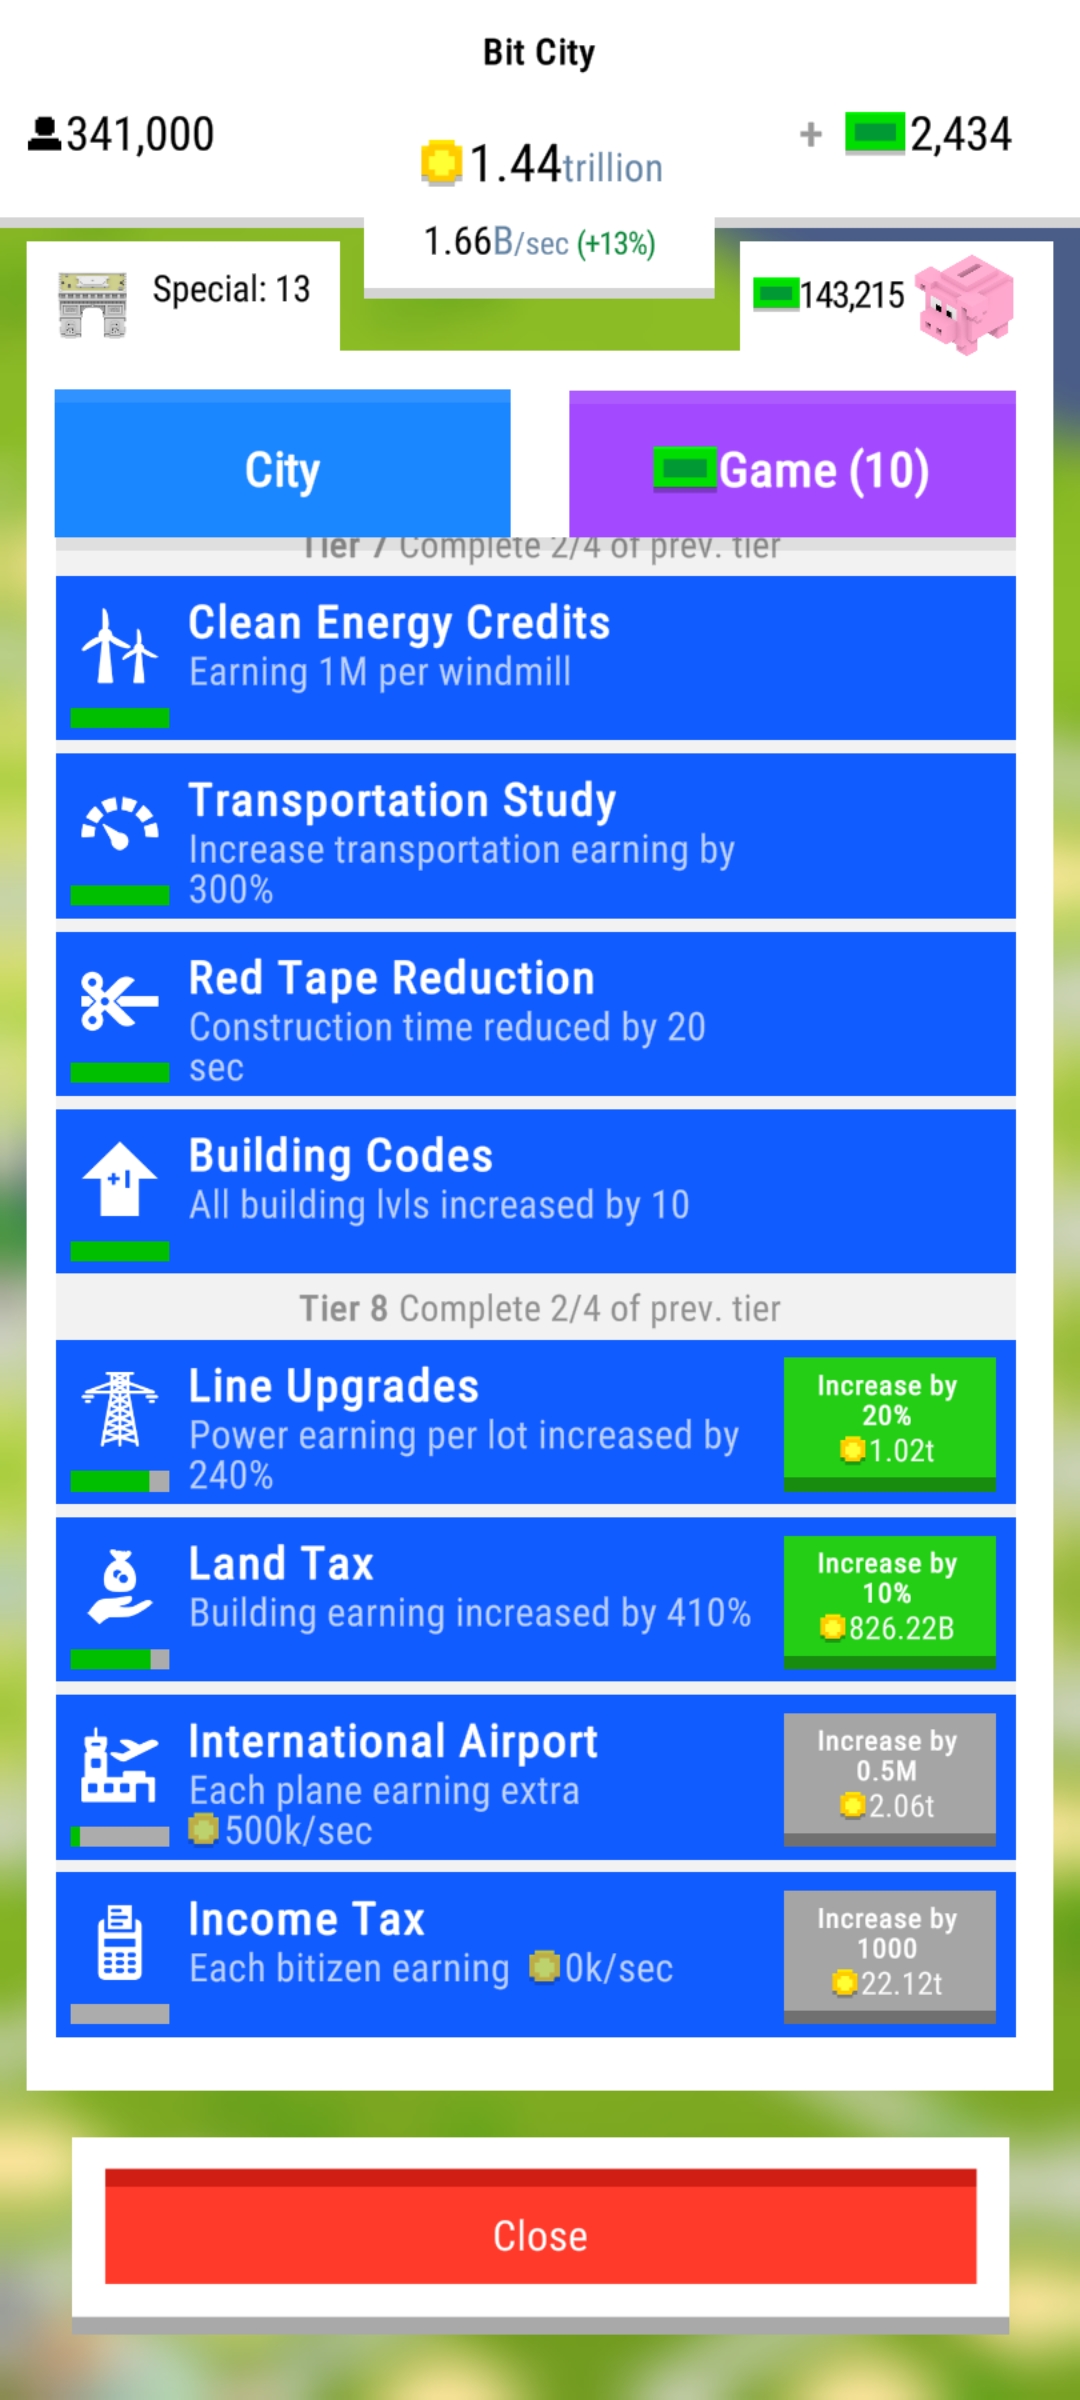 Bit City
341,000
1.44trillion
+ 2,434
1.66B/sec (+13%)
Special: 13
143,215
City
Game (10)
Tier 7 Complete 2/4 of prev. tier
Clean Energy Credits
Earning 1M per windmill
Transportation Study
Increase transportation earning by
300%
Red Tape Reduction
Construction time reduced by 20
sec
+1
Building Codes
All building lvls increased by 10
Tier 8 Complete 2/4 of prev. tier
Line Upgrades
Power earning per lot increased by
240%
Increase by
20%
1.02t
Land Tax
Building earning increased by 410%
Increase by
10%
826.22B
International Airport
Each plane earning extra
500k/sec
Increase by
0.5M
2.06t
Income Tax
Each bitizen earning 0k/sec
Increase by
1000
22.12t
Close